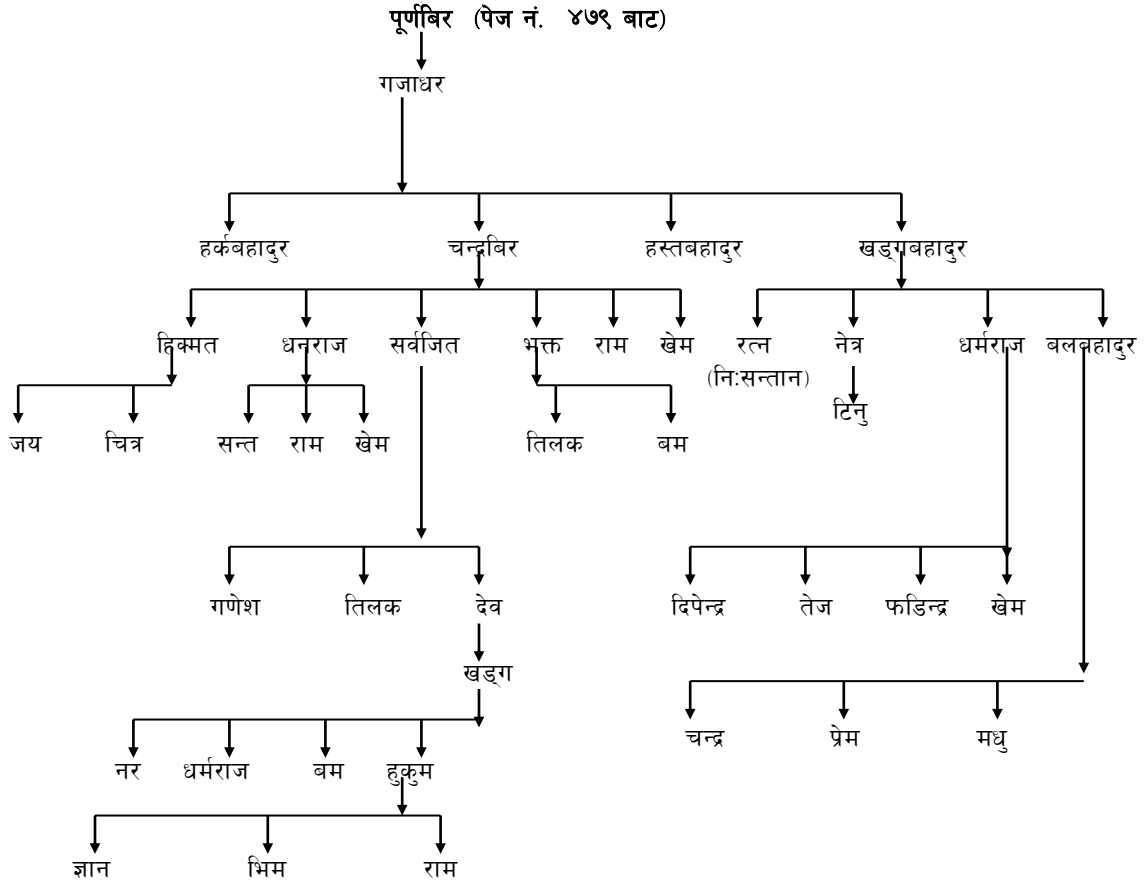 पूर्णबिर (पेज नं. ४७९ बाट)
गजाधर
हर्कबहादुर चन्द्रबिर हस्तबहादुर खड्गबहादुर
हिक्मत धनराज सर्वजित भक्त राम खेम रत्न नेत्र धर्मराज बलबहादुर
(नि:सन्तान)
टिनु
जय चित्र सन्त राम खेम तिलक बम
गणेश तिलक देव दिपेन्द्र तेज फडिन्द्र खेम
खड्ग
चन्द्र प्रेम मधु
नर धर्मराज बम हुकुम
ज्ञान भिम राम